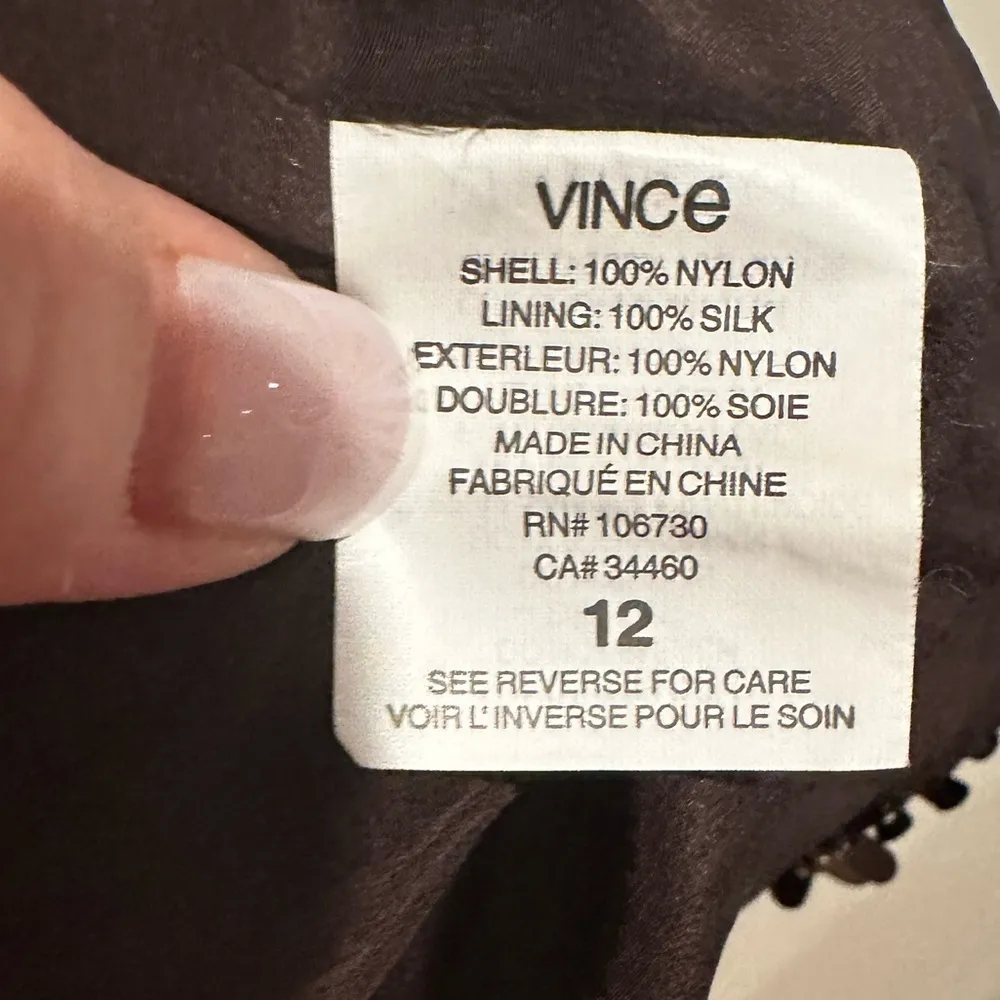 VINCe
SHELL: 100% NYLON
LINING: 100% SILK
EXTERLEUR: 100% NYLON
DOUBLURE: 100% SOIE
MADE IN CHINA
FABRIQUÉ EN CHINE
RN# 106730
CA# 34460
12
SEE REVERSE FOR CARE
VOIR L'INVERSE POUR LE SOIN